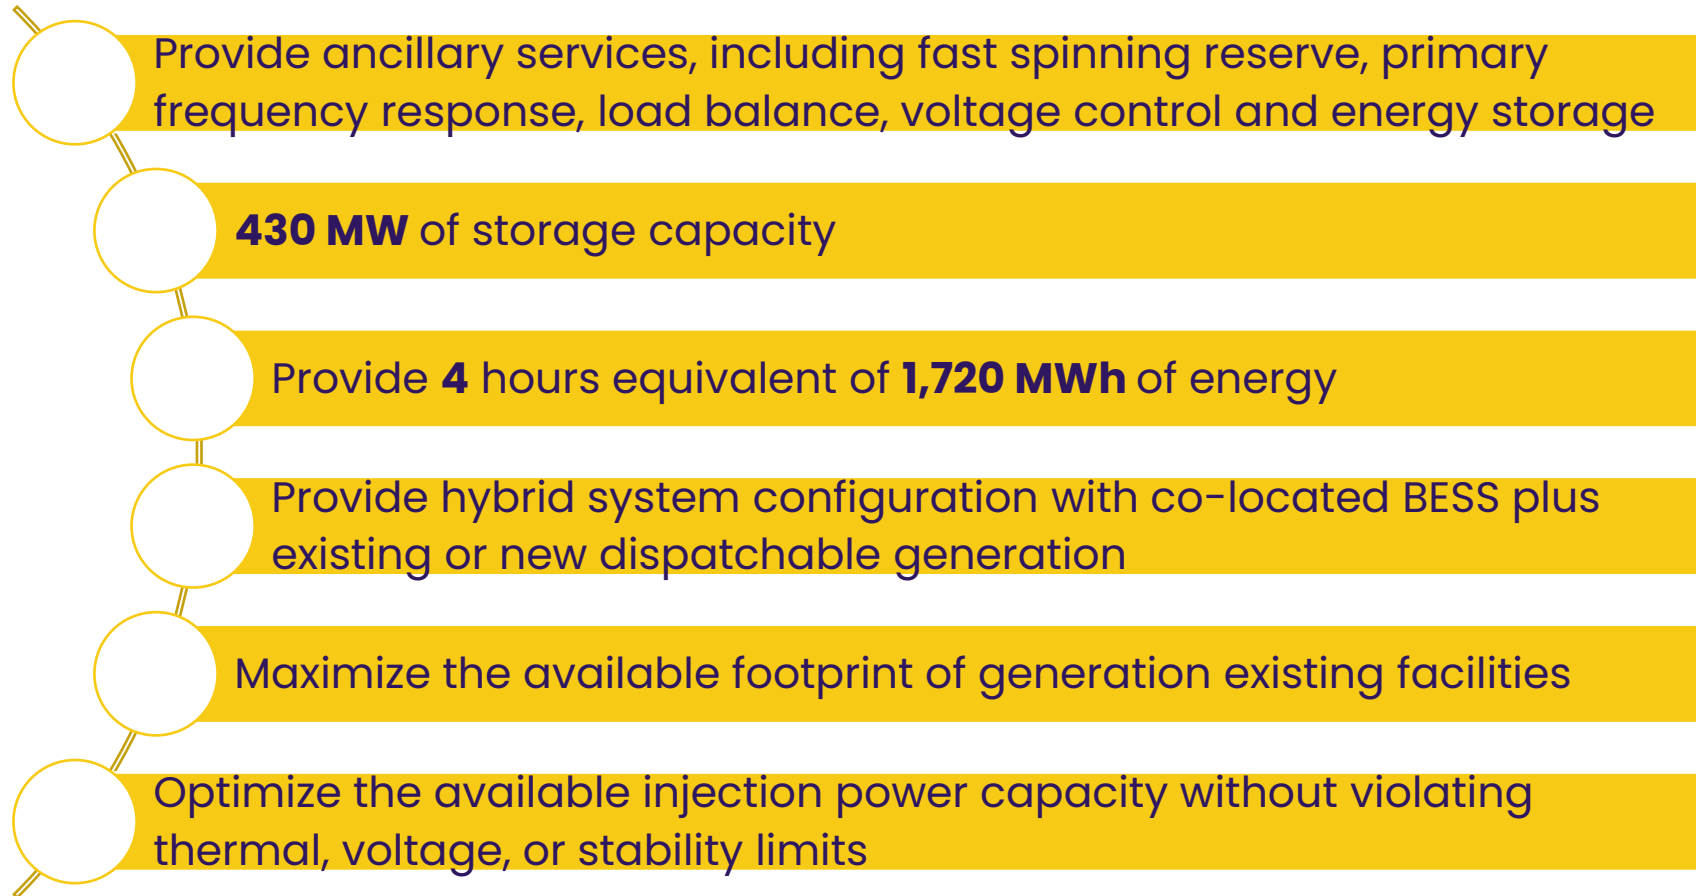 Provide ancillary services, including fast spinning reserve, primary
frequency response, load balance, voltage control and energy storage
430 MW of storage capacity
Provide 4 hours equivalent of 1,720 MWh of energy
Provide hybrid system configuration with co-located BESS plus
existing or new dispatchable generation
Maximize the available footprint of generation existing facilities
Optimize the available injection power capacity without violating
thermal, voltage, or stability limits